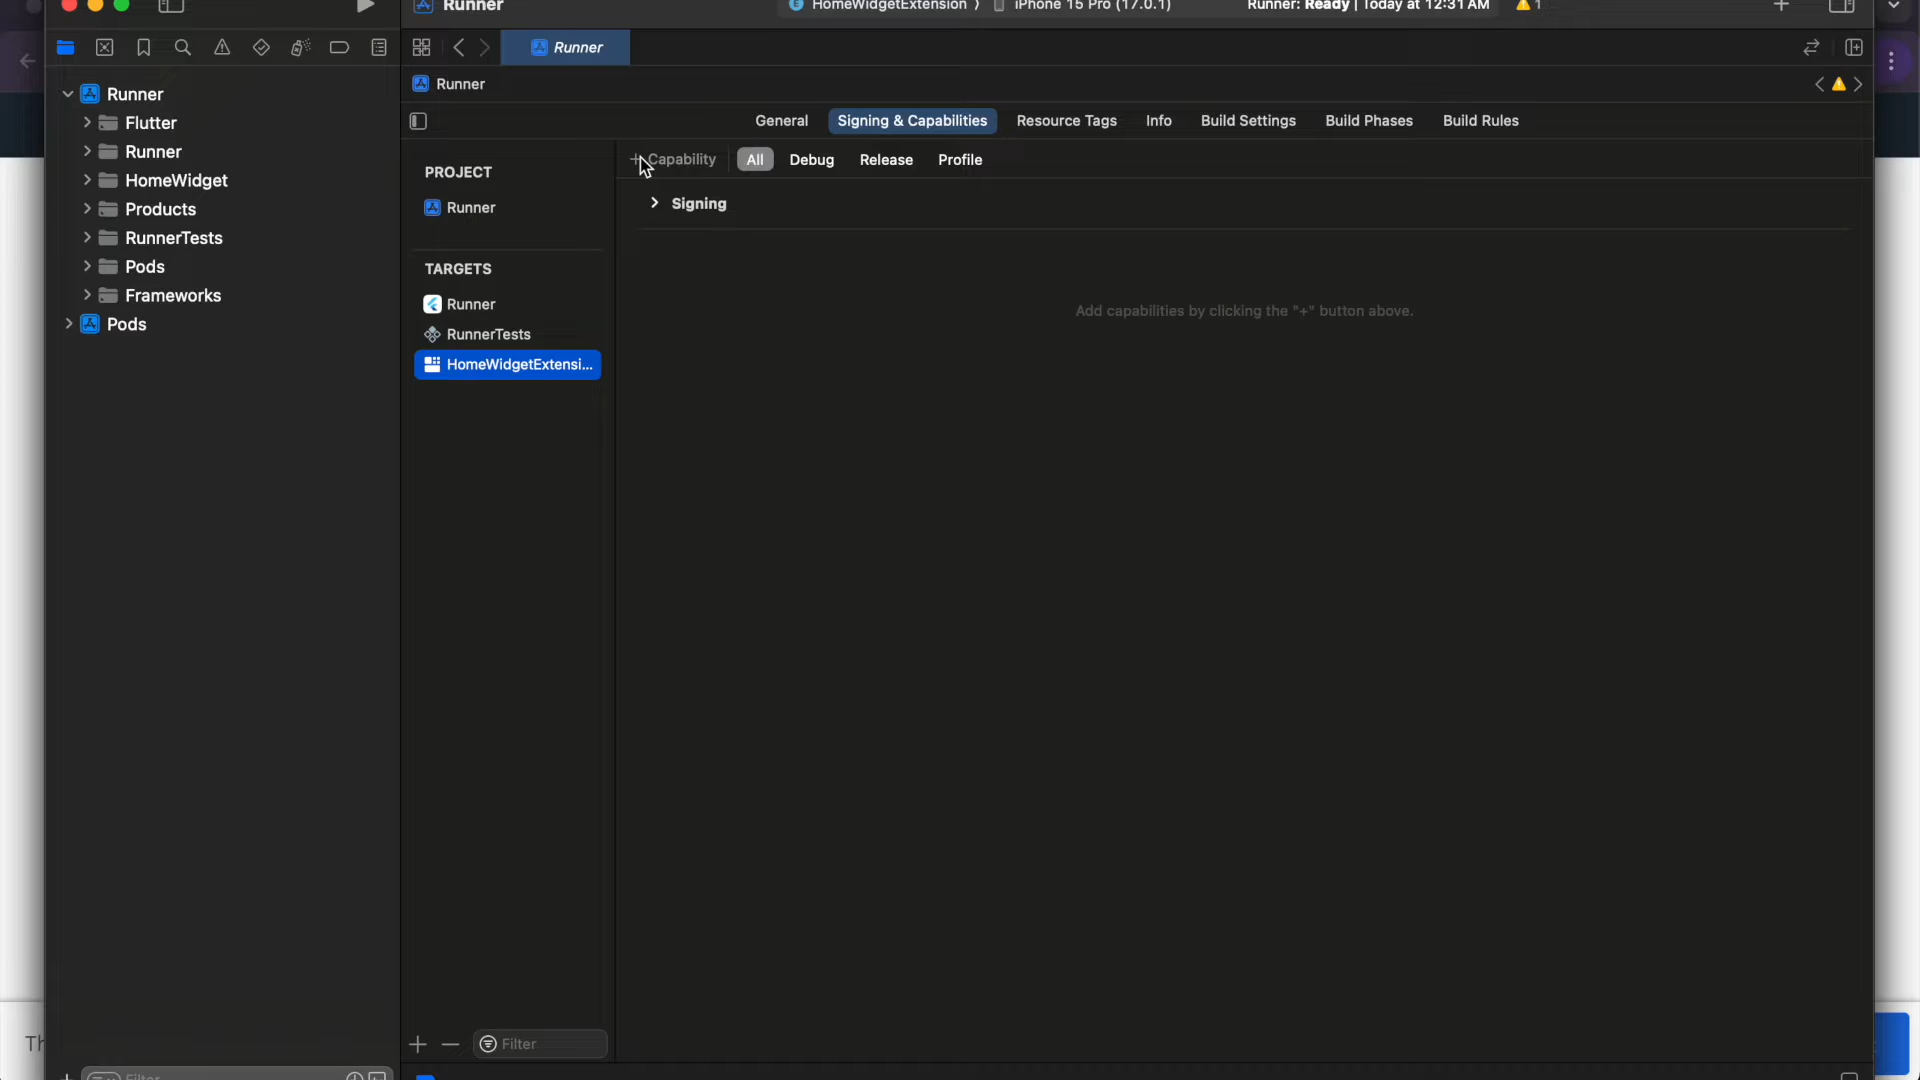 Runner
HomeWidgetExtension ⟩ iPhone 15 Pro (17.0.1)
Runner: Ready | Today at 12:31 AM
1
Runner
Runner
General
Signing & Capabilities
Resource Tags
Info
Build Settings
Build Phases
Build Rules
Runner
Flutter
Runner
HomeWidget
Products
RunnerTests
Pods
Frameworks
Pods
PROJECT
Runner
TARGETS
Runner
RunnerTests
HomeWidgetExtensi...
+ Capability
All
Debug
Release
Profile
Signing
Add capabilities by clicking the "+" button above.
Filter
Filter
Th